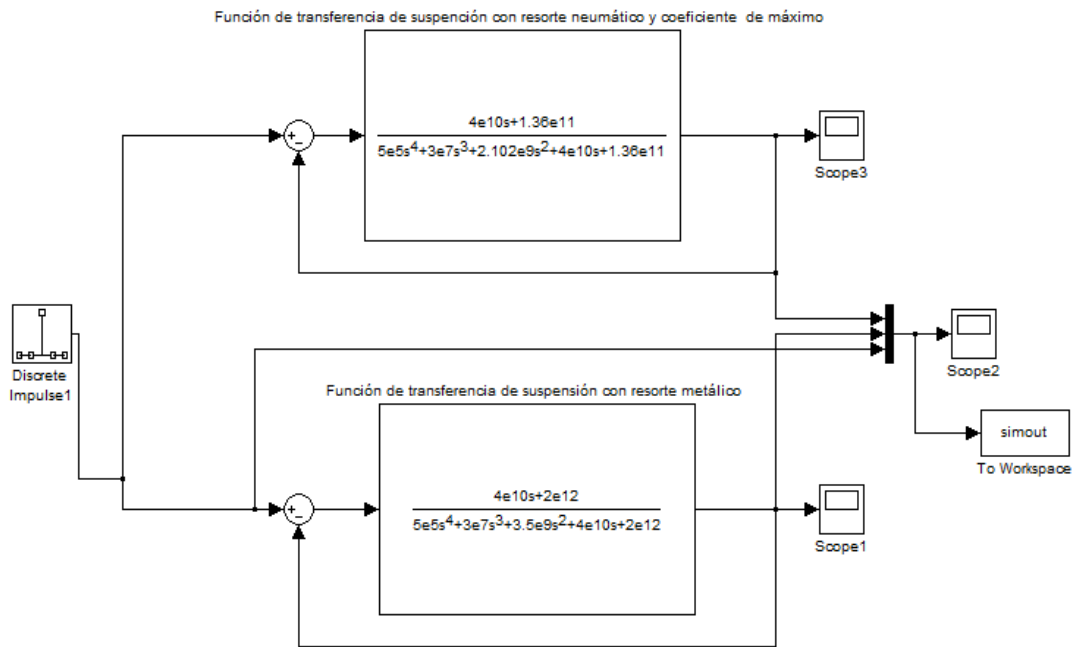 Función de transferencia de suspención con resorte neumático y coeficiente  de máximo
4e10s+1.36e11
5e5s⁴+3e7s³+2.102e9s²+4e10s+1.36e11
Scope3
Discrete
Impulse1
Scope2
Función de transferencia de suspensión con resorte metálico
simout
To Workspace
4e10s+2e12
5e5s⁴+3e7s³+3.5e9s²+4e10s+2e12
Scope1